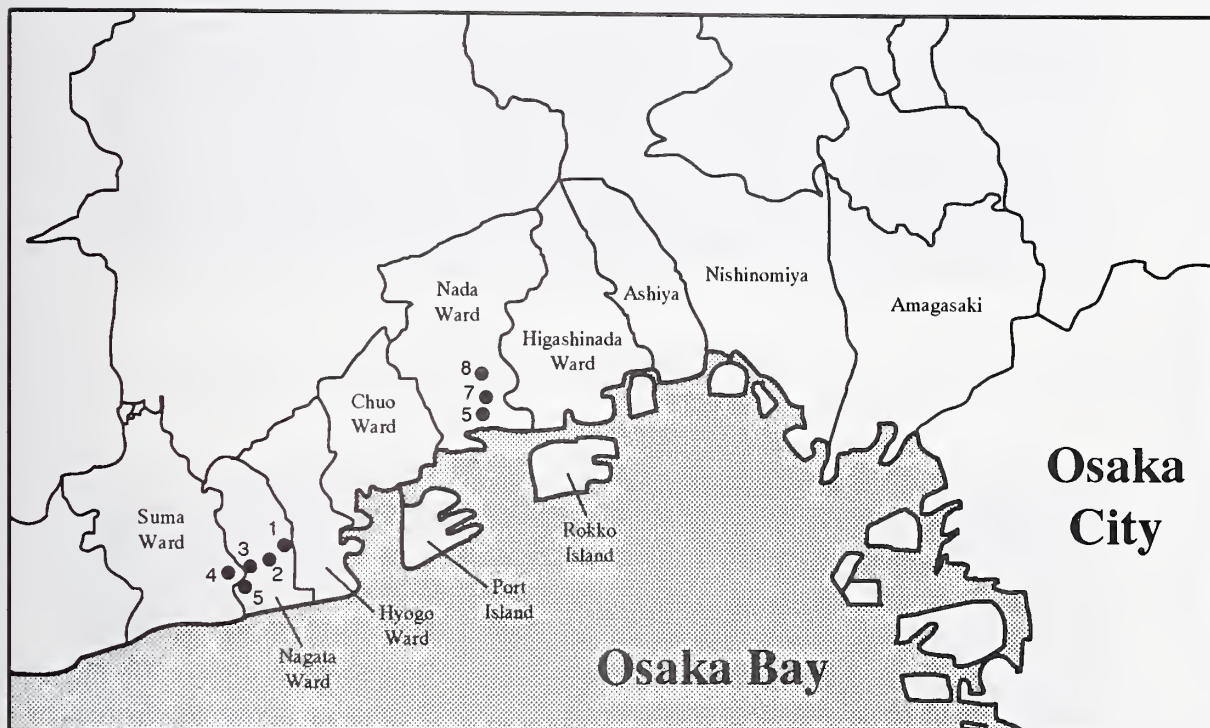 Nada
Ward
Higashinada
Ward
Ashiya
Nishinomiya
Amagasaki
8
7
5
Chuo
Ward
Osaka
City
Suma
Ward
1
3
2
4
5
Rokko
Island
Port
Island
Hyogo
Ward
Nagata
Ward
Osaka Bay